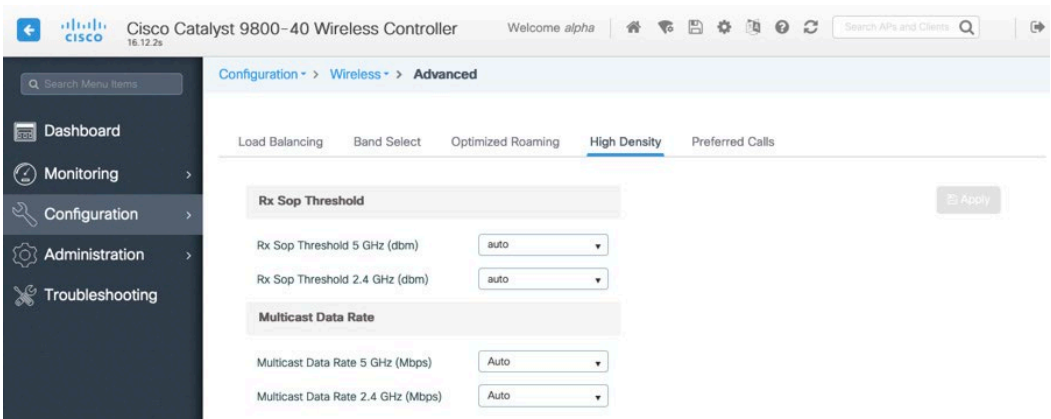 CISCO
Cisco Catalyst 9800-40 Wireless Controller
16.12.2s
Welcome alpha
Search APs and Clients
Search Menu Items
Dashboard
Monitoring
Configuration
Administration
Troubleshooting
Configuration > Wireless > Advanced
Load Balancing Band Select Optimized Roaming High Density Preferred Calls
Rx Sop Threshold
Apply
Rx Sop Threshold 5 GHz (dbm) auto
Rx Sop Threshold 2.4 GHz (dbm) auto
Multicast Data Rate
Multicast Data Rate 5 GHz (Mbps) Auto
Multicast Data Rate 2.4 GHz (Mbps) Auto